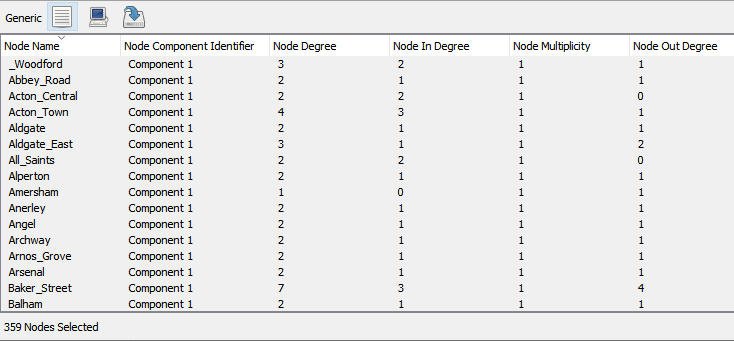 Generic
Node Name Node Component Identifier Node Degree Node In Degree Node Multiplicity Node Out Degree
_Woodford Component 1 3 2 1 1
Abbey_Road Component 1 2 1 1 1
Acton_Central Component 1 2 2 1 0
Acton_Town Component 1 4 3 1 1
Aldgate Component 1 2 1 1 1
Aldgate_East Component 1 3 1 1 2
All_Saints Component 1 2 2 1 0
Alperton Component 1 2 1 1 1
Amersham Component 1 1 0 1 1
Anerley Component 1 2 1 1 1
Angel Component 1 2 1 1 1
Archway Component 1 2 1 1 1
Arnos_Grove Component 1 2 1 1 1
Arsenal Component 1 2 1 1 1
Baker_Street Component 1 7 3 1 4
Balham Component 1 2 1 1 1
359 Nodes Selected